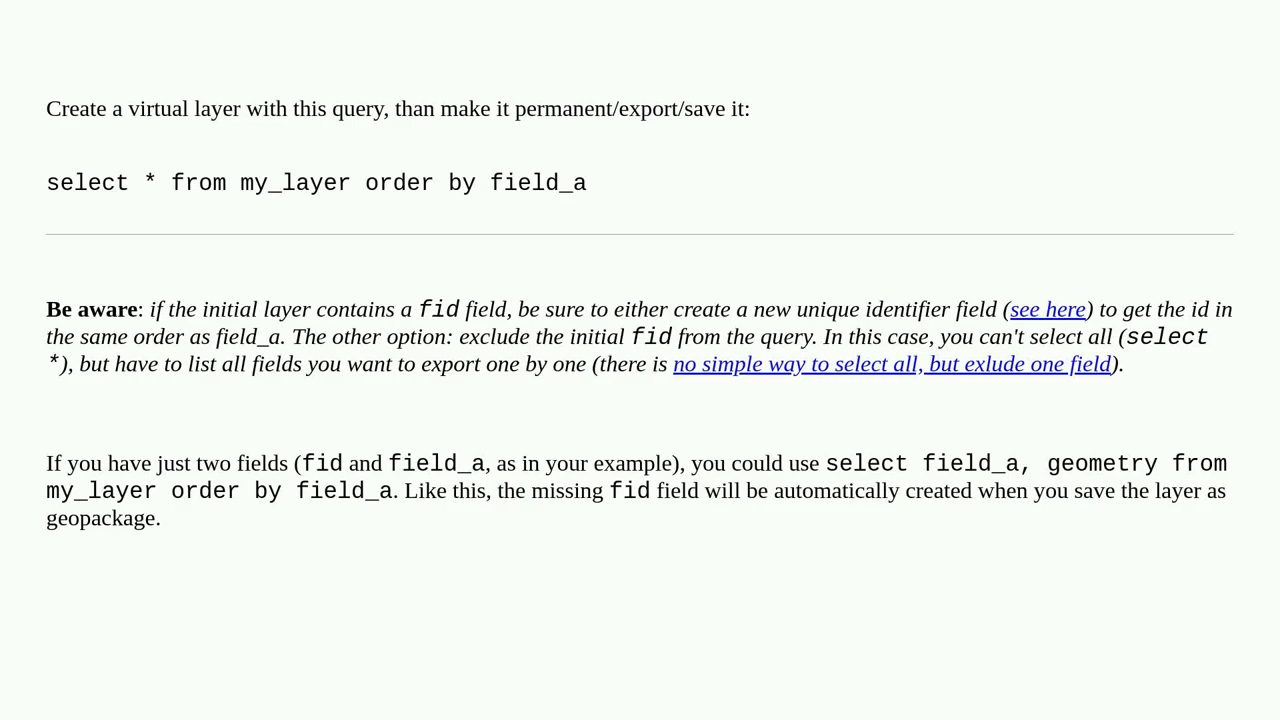 Create a virtual layer with this query, than make it permanent/export/save it:
select * from my_layer order by field_a
Be aware: if the initial layer contains a fid field, be sure to either create a new unique identifier field (see here) to get the id in
the same order as field_a. The other option: exclude the initial fid from the query. In this case, you can't select all (select
*), but have to list all fields you want to export one by one (there is no simple way to select all, but exlude one field).
If you have just two fields (fid and field_a, as in your example), you could use select field_a, geometry from
my_layer order by field_a. Like this, the missing fid field will be automatically created when you save the layer as
geopackage.